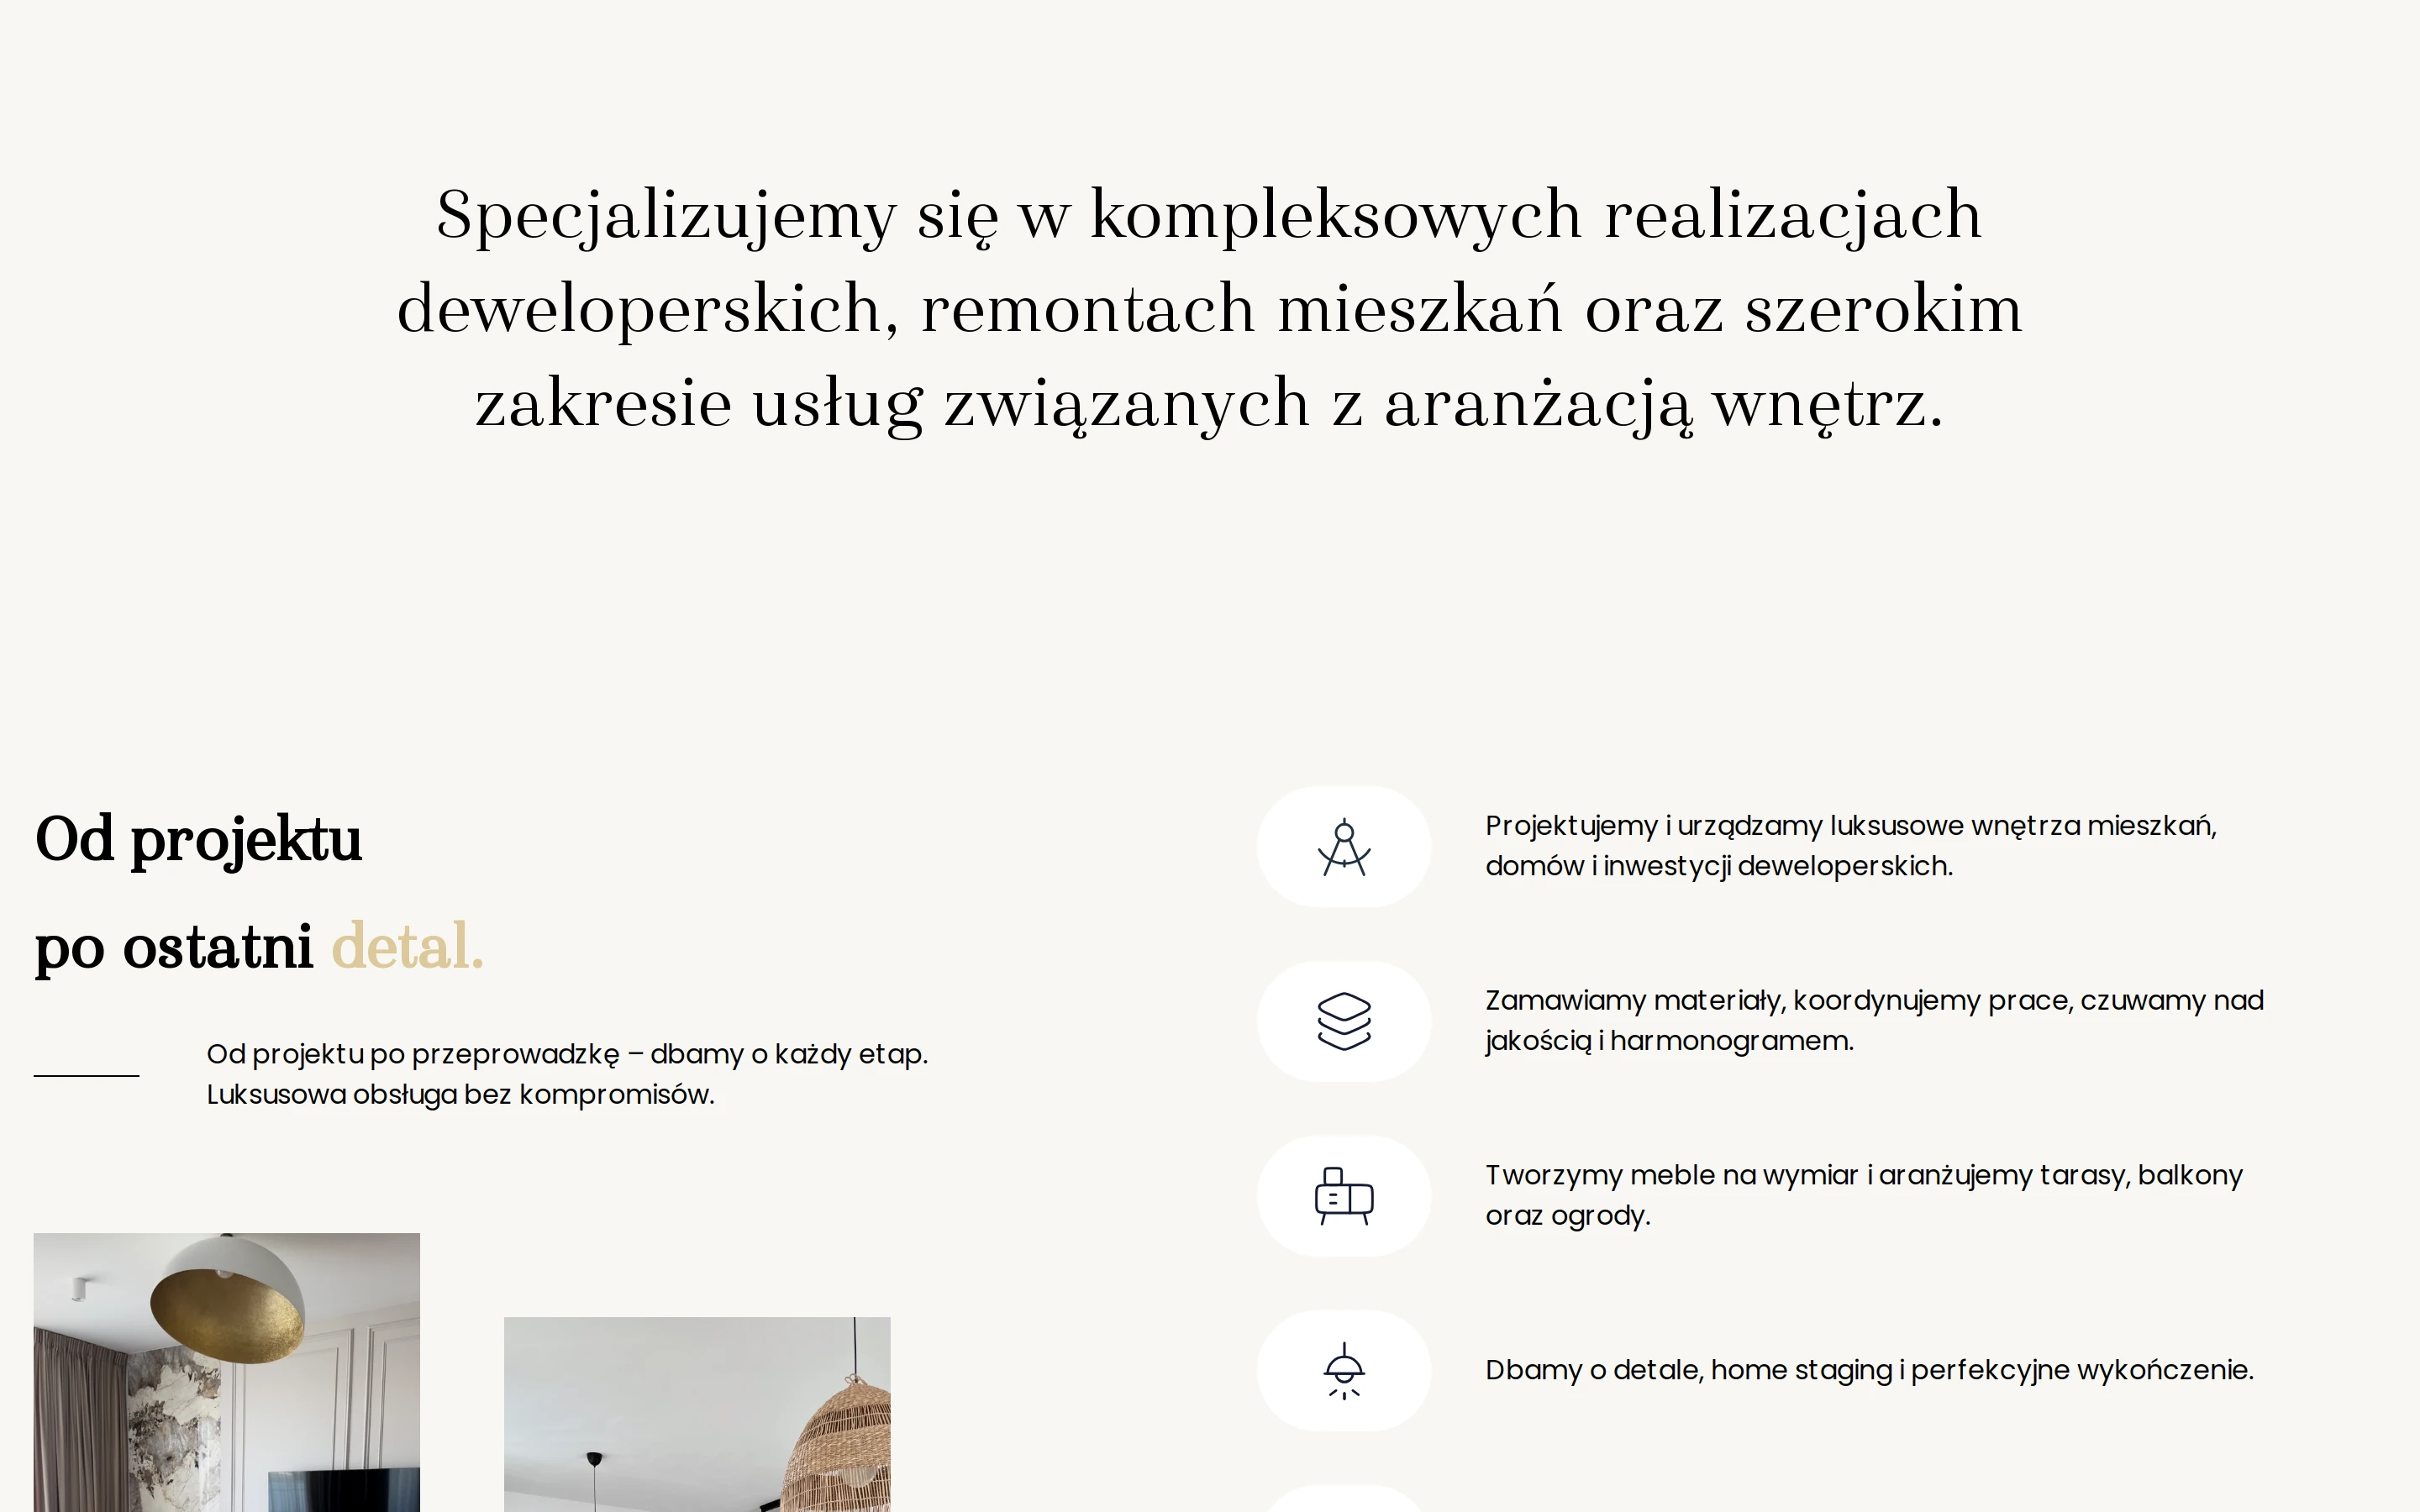 Specjalizujemy się w kompleksowych realizacjach
deweloperskich, remontach mieszkań oraz szerokim
zakresie usług związanych z aranżacją wnętrz.
Od projektu
po ostatni detal.
Od projektu po przeprowadzkę – dbamy o każdy etap.
Luksusowa obsługa bez kompromisów.
Projektujemy i urządzamy luksusowe wnętrza mieszkań,
domów i inwestycji deweloperskich.
Zamawiamy materiały, koordynujemy prace, czuwamy nad
jakością i harmonogramem.
Tworzymy meble na wymiar i aranżujemy tarasy, balkony
oraz ogrody.
Dbamy o detale, home staging i perfekcyjne wykończenie.